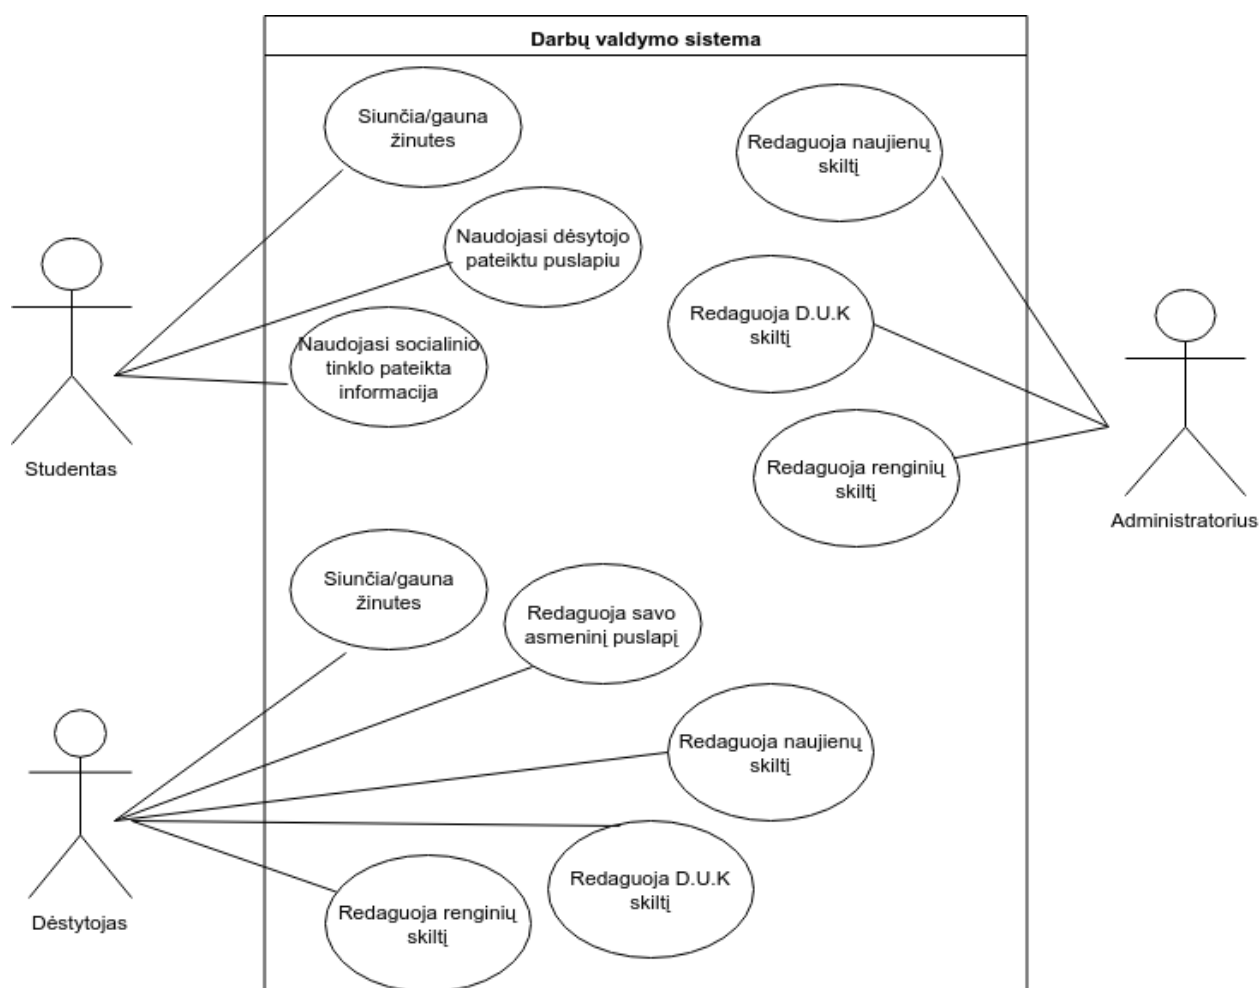 Darbų valdymo sistema
Siunčia/gauna
žinutes
Redaguoja naujienų
skiltį
Naudojasi dėsytojo
pateiktu puslapiu
Redaguoja D.U.K
skiltį
Naudojasi socialinio
tinklo pateikta
informacija
Studentas
Redaguoja renginių
skiltį
Administratorius
Siunčia/gauna
žinutes
Redaguoja savo
asmeninį puslapį
Redaguoja naujienų
skiltį
Redaguoja D.U.K
skiltį
Redaguoja renginių
skiltį
Dėstytojas